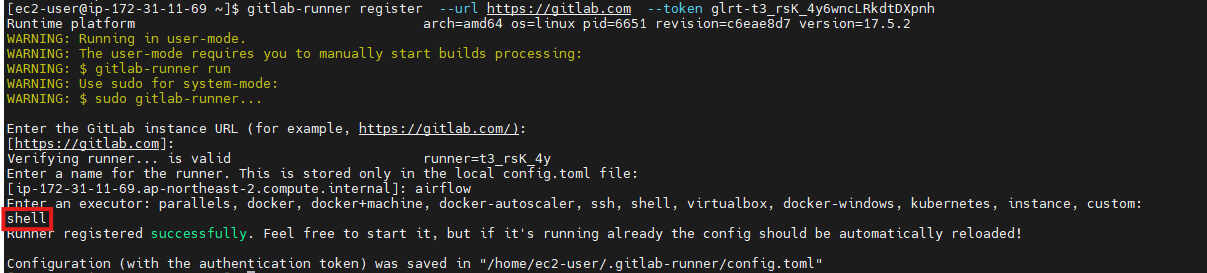 [ec2-user@ip-172-31-11-69 ~]$ gitlab-runner register  --url https://gitlab.com  --token glrt-t3_rsK_4y6wncLRkdtDXpnh
Runtime platform                                    arch=amd64 os=linux pid=6651 revision=c6eae8d7 version=17.5.2
WARNING: Running in user-mode.
WARNING: The user-mode requires you to manually start builds processing:
WARNING: $ gitlab-runner run
WARNING: Use sudo for system-mode:
WARNING: $ sudo gitlab-runner...
Enter the GitLab instance URL (for example, https://gitlab.com/):
[https://gitlab.com]:
Verifying runner... is valid                        runner=t3_rsK_4y
Enter a name for the runner. This is stored only in the local config.toml file:
[ip-172-31-11-69.ap-northeast-2.compute.internal]: airflow
Enter an executor: parallels, docker, docker+machine, docker-autoscaler, ssh, shell, virtualbox, docker-windows, kubernetes, instance, custom:
shell
Runner registered successfully. Feel free to start it, but if it's running already the config should be automatically reloaded!
Configuration (with the authentication token) was saved in "/home/ec2-user/.gitlab-runner/config.toml"